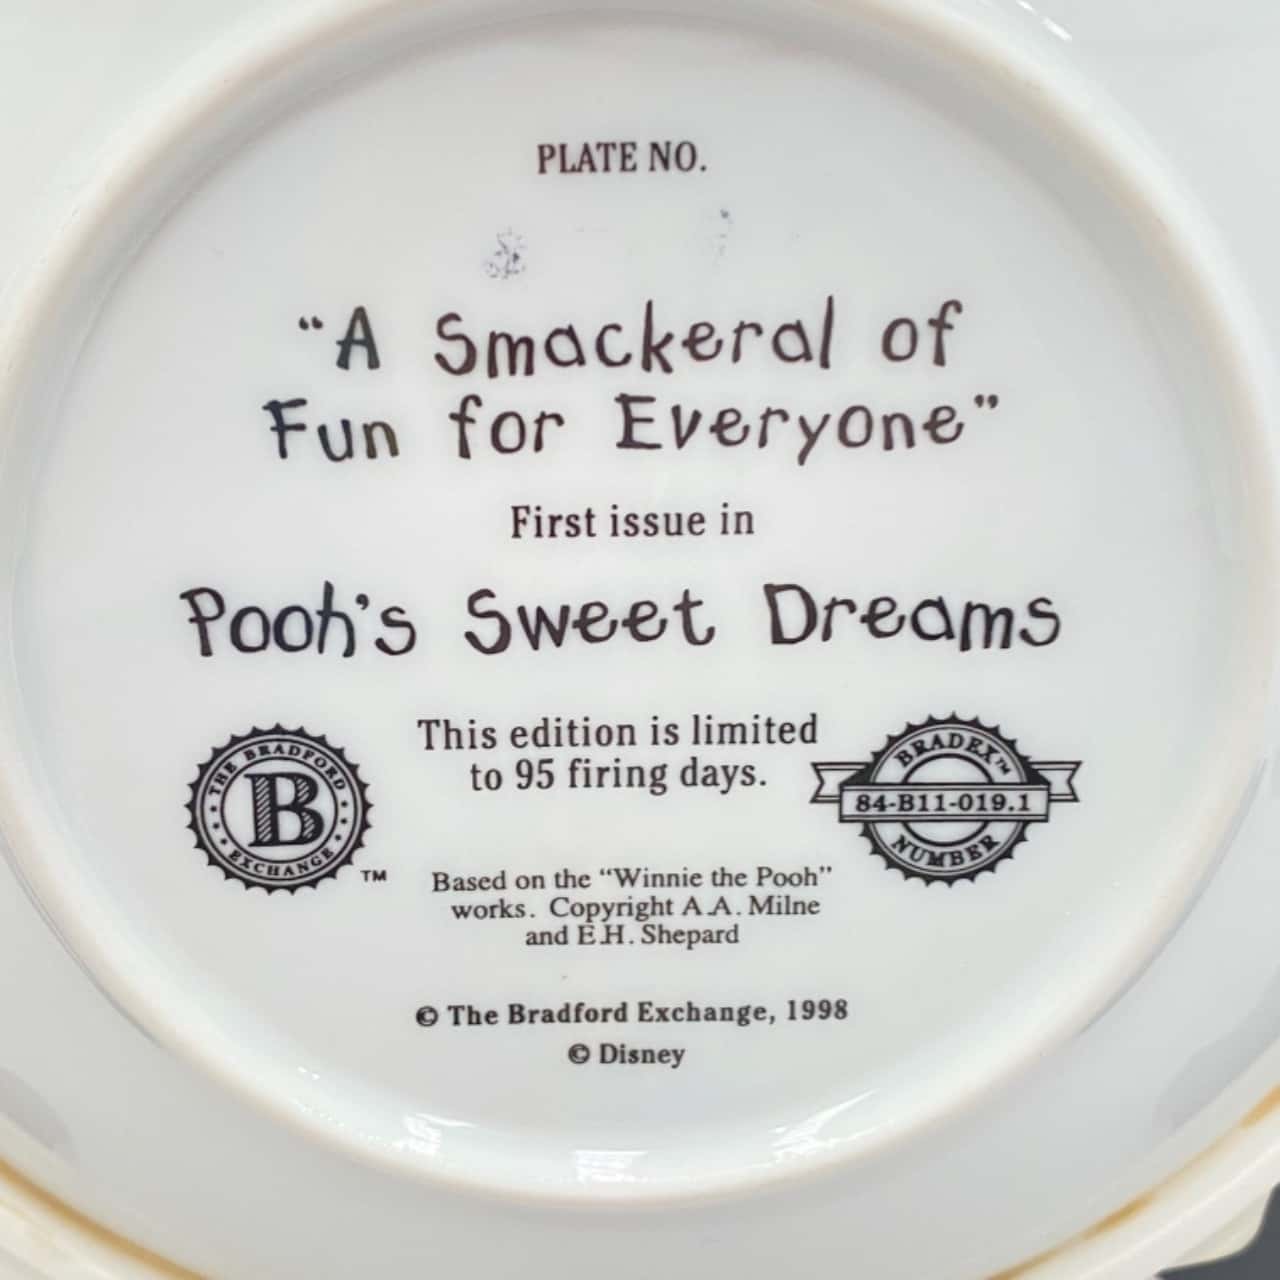 PLATE NO.
“A Smackeral of
Fun for Everyone”
First issue in
Pooh's Sweet Dreams
This edition is limited
to 95 firing days.
THE BRADFORD
B
EXCHANGE
TM
BRADEX™
84-B11-019.1
NUMBER
Based on the “Winnie the Pooh”
works. Copyright A.A. Milne
and E.H. Shepard
© The Bradford Exchange, 1998
© Disney